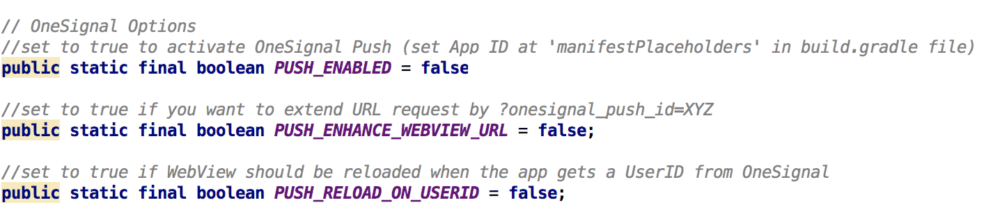 // OneSignal Options
//set to true to activate OneSignal Push (set App ID at 'manifestPlaceholders' in build.gradle file)
public static final boolean PUSH_ENABLED = false
//set to true if you want to extend URL request by ?onesignal_push_id=XYZ
public static final boolean PUSH_ENHANCE_WEBVIEW_URL = false;
//set to true if WebView should be reloaded when the app gets a UserID from OneSignal
public static final boolean PUSH_RELOAD_ON_USERID = false;